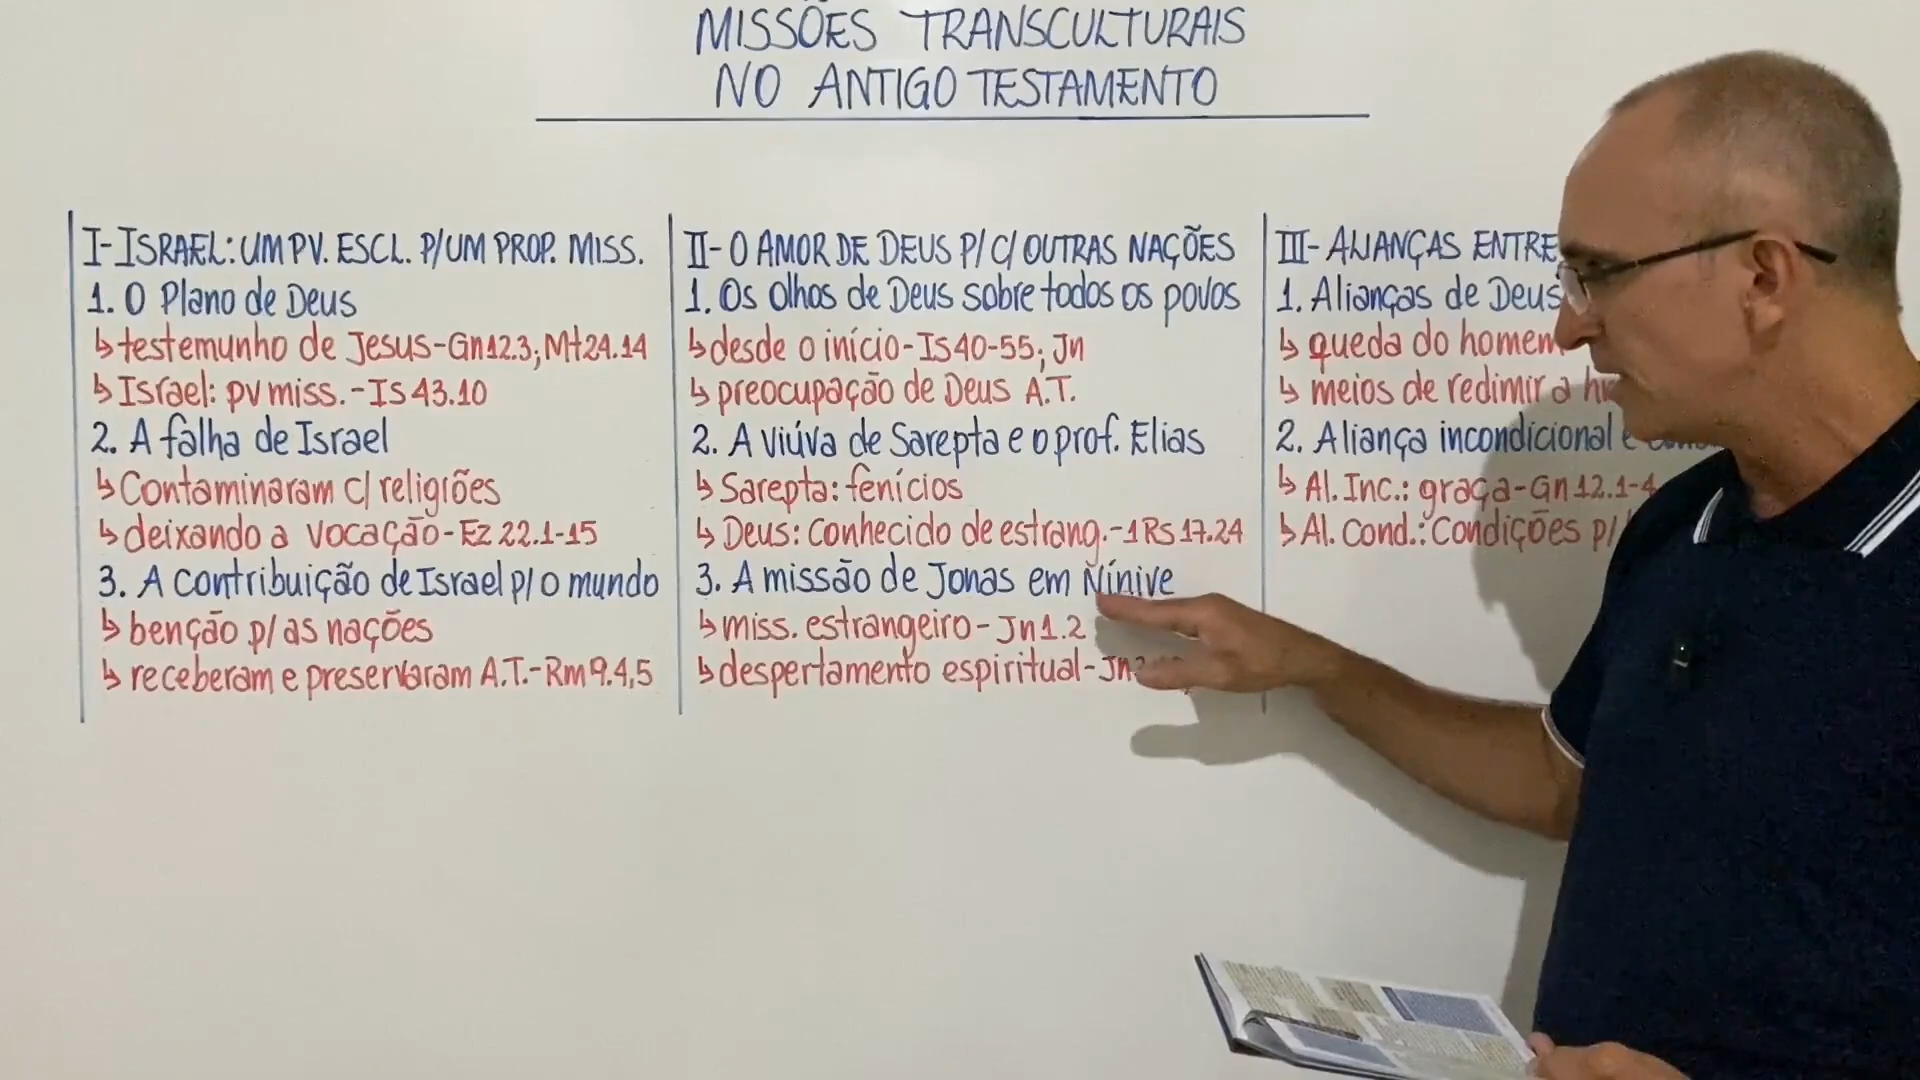 MISSÕES TRANSCULTURAIS
NO ANTIGO TESTAMENTO
I-ISRAEL: UM PV. ESCL. P/UM PROP. MISS.
1. O Plano de Deus
↳ testemunho de Jesus-Gn12.3; Mt24.14
↳ Israel: pv miss.-Is 43.10
2. A falha de Israel
↳ Contaminaram c/ religiões
↳ deixando a vocação-Ez 22.1-15
3. A contribuição de Israel p/ o mundo
↳ benção p/ as nações
↳ receberam e preservaram A.T.-Rm 9.4,5
II- O AMOR DE DEUS P/ C/ OUTRAS NAÇÕES
1. Os olhos de Deus sobre todos os povos
↳ desde o início-Is40-55; Jn
↳ preocupação de Deus A.T.
2. A viúva de Sarepta e o prof. Elias
↳ Sarepta: fenícios
↳ Deus: conhecido de estrang.-1Rs 17.24
3. A missão de Jonas em Nínive
↳ miss. estrangeiro-Jn1.2
↳ despertamento espiritual-Jn
III- ALIANÇAS ENTRE
1. Alianças de Deus
↳ queda do homem
↳ meios de redimir a
2. Aliança incondicional e
↳ Al. Inc.: graça-Gn 12.1-4
↳ Al. Cond.: Condições p/